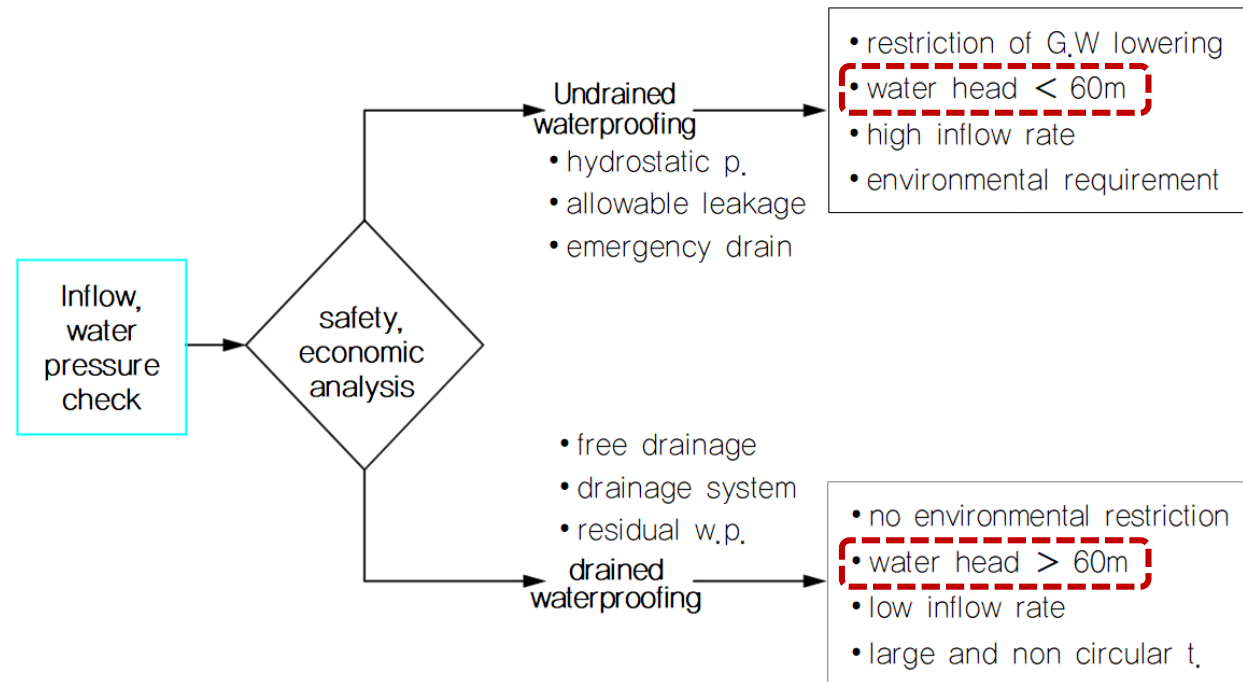 Inflow,
water
pressure
check
safety,
economic
analysis
Undrained
waterproofing
• hydrostatic p.
• allowable leakage
• emergency drain
• restriction of G.W lowering
• water head < 60m
• high inflow rate
• environmental requirement
• free drainage
• drainage system
• residual w.p.
drained
waterproofing
• no environmental restriction
• water head > 60m
• low inflow rate
• large and non circular t.